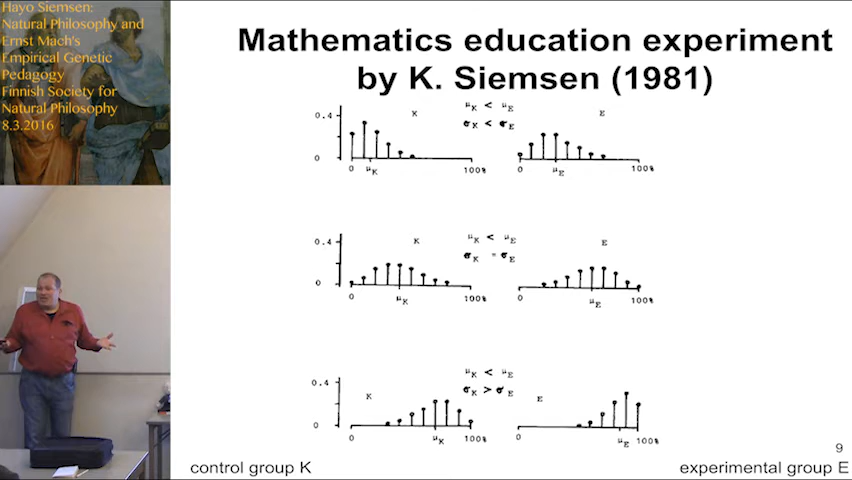 Hayo Siemsen:
Natural Philosophy and
Ernst Mach's
Empirical Genetic
Pedagogy
Finnish Society for
Natural Philosophy
8.3.2016
Mathematics education experiment
by K. Siemsen (1981)
0.4 K μK < μE E
σK < σE
0
0 μK 100% 0 μE 100%
0.4 K μK < μE E
σK = σE
0
0 μK 100% 0 μE 100%
0.4 K μK < μE E
σK > σE
0
0 μK 100% 0 μE 100%
9
control group K experimental group E